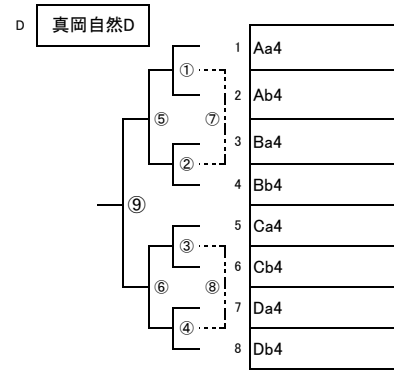 D 真岡自然D
1 Aa4
①
2 Ab4
⑤ ⑦
3 Ba4
②
4 Bb4
⑨
5 Ca4
③
6 Cb4
⑥ ⑧
7 Da4
④
8 Db4